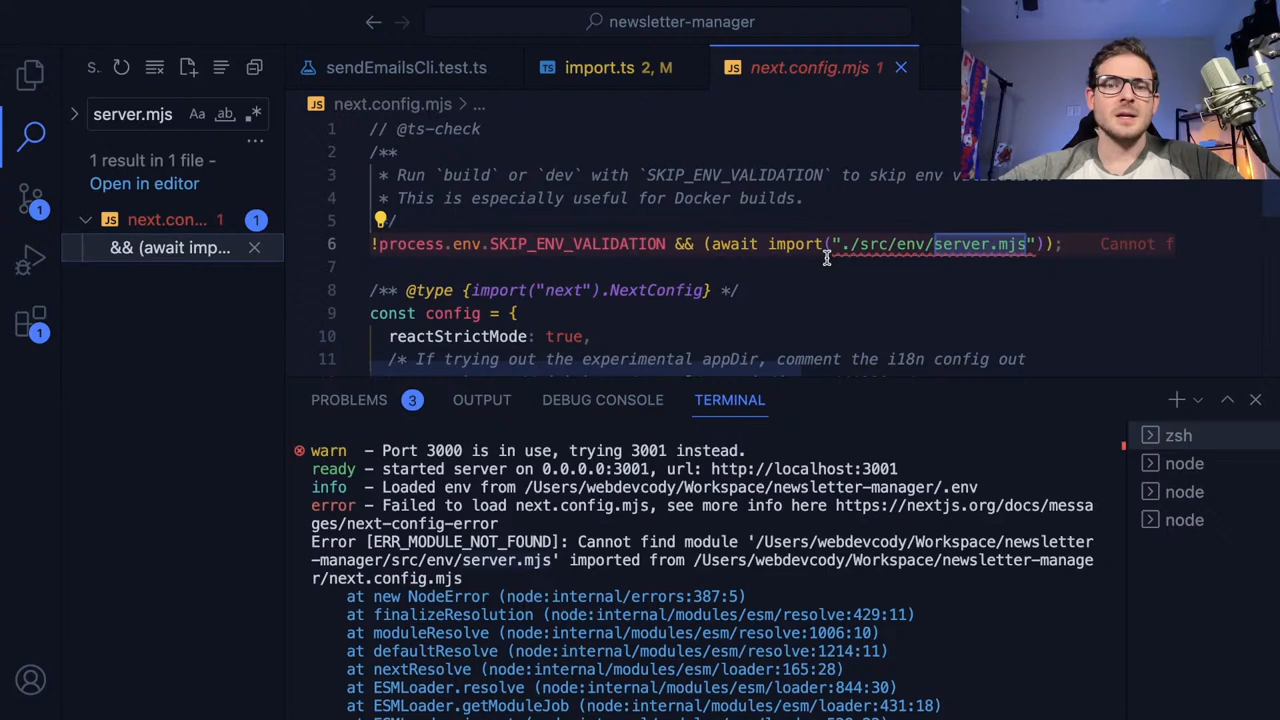 newsletter-manager
S.
sendEmailsCli.test.ts
TS import.ts 2, M
JS next.config.mjs 1
server.mjs
Aa ab
JS next.config.mjs > ...
1 result in 1 file -
Open in editor
JS next.con... 1 1
&& (await imp...
1 // @ts-check
2 /**
3 * Run `build` or `dev` with `SKIP_ENV_VALIDATION` to skip env
4 * This is especially useful for Docker builds.
5 /
6 !process.env.SKIP_ENV_VALIDATION && (await import("./src/env/server.mjs")); Cannot f
7
8 /** @type {import("next").NextConfig} */
9 const config = {
10 reactStrictMode: true,
11 /* If trying out the experimental appDir, comment the i18n config out
1
1
PROBLEMS 3 OUTPUT DEBUG CONSOLE TERMINAL
zsh
node
node
node
warn - Port 3000 is in use, trying 3001 instead.
ready - started server on 0.0.0.0:3001, url: http://localhost:3001
info - Loaded env from /Users/webdevcody/Workspace/newsletter-manager/.env
error - Failed to load next.config.mjs, see more info here https://nextjs.org/docs/messa
ges/next-config-error
Error [ERR_MODULE_NOT_FOUND]: Cannot find module '/Users/webdevcody/Workspace/newsletter
-manager/src/env/server.mjs' imported from /Users/webdevcody/Workspace/newsletter-manage
r/next.config.mjs
at new NodeError (node:internal/errors:387:5)
at finalizeResolution (node:internal/modules/esm/resolve:429:11)
at moduleResolve (node:internal/modules/esm/resolve:1006:10)
at defaultResolve (node:internal/modules/esm/resolve:1214:11)
at nextResolve (node:internal/modules/esm/loader:165:28)
at ESMLoader.resolve (node:internal/modules/esm/loader:844:30)
at ESMLoader.getModuleJob (node:internal/modules/esm/loader:431:18)